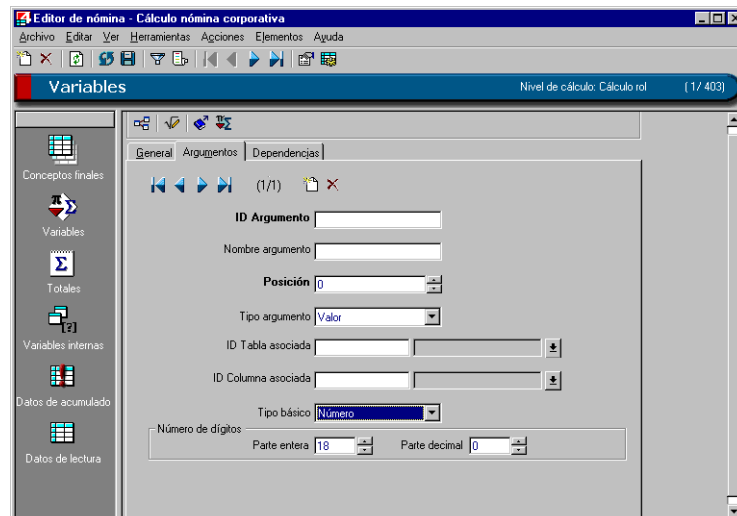 Editor de nómina - Cálculo nómina corporativa
Archivo Editar Ver Herramientas Acciones Elementos Ayuda
Variables
Nivel de cálculo: Cálculo rol (1/ 403)
Conceptos finales
Variables
Totales
Variables internas
Datos de acumulado
Datos de lectura
General Argumentos Dependencias
(1/1)
ID Argumento
Nombre argumento
Posición 0
Tipo argumento Valor
ID Tabla asociada
ID Columna asociada
Tipo básico Número
Número de dígitos
Parte entera 18 Parte decimal 0